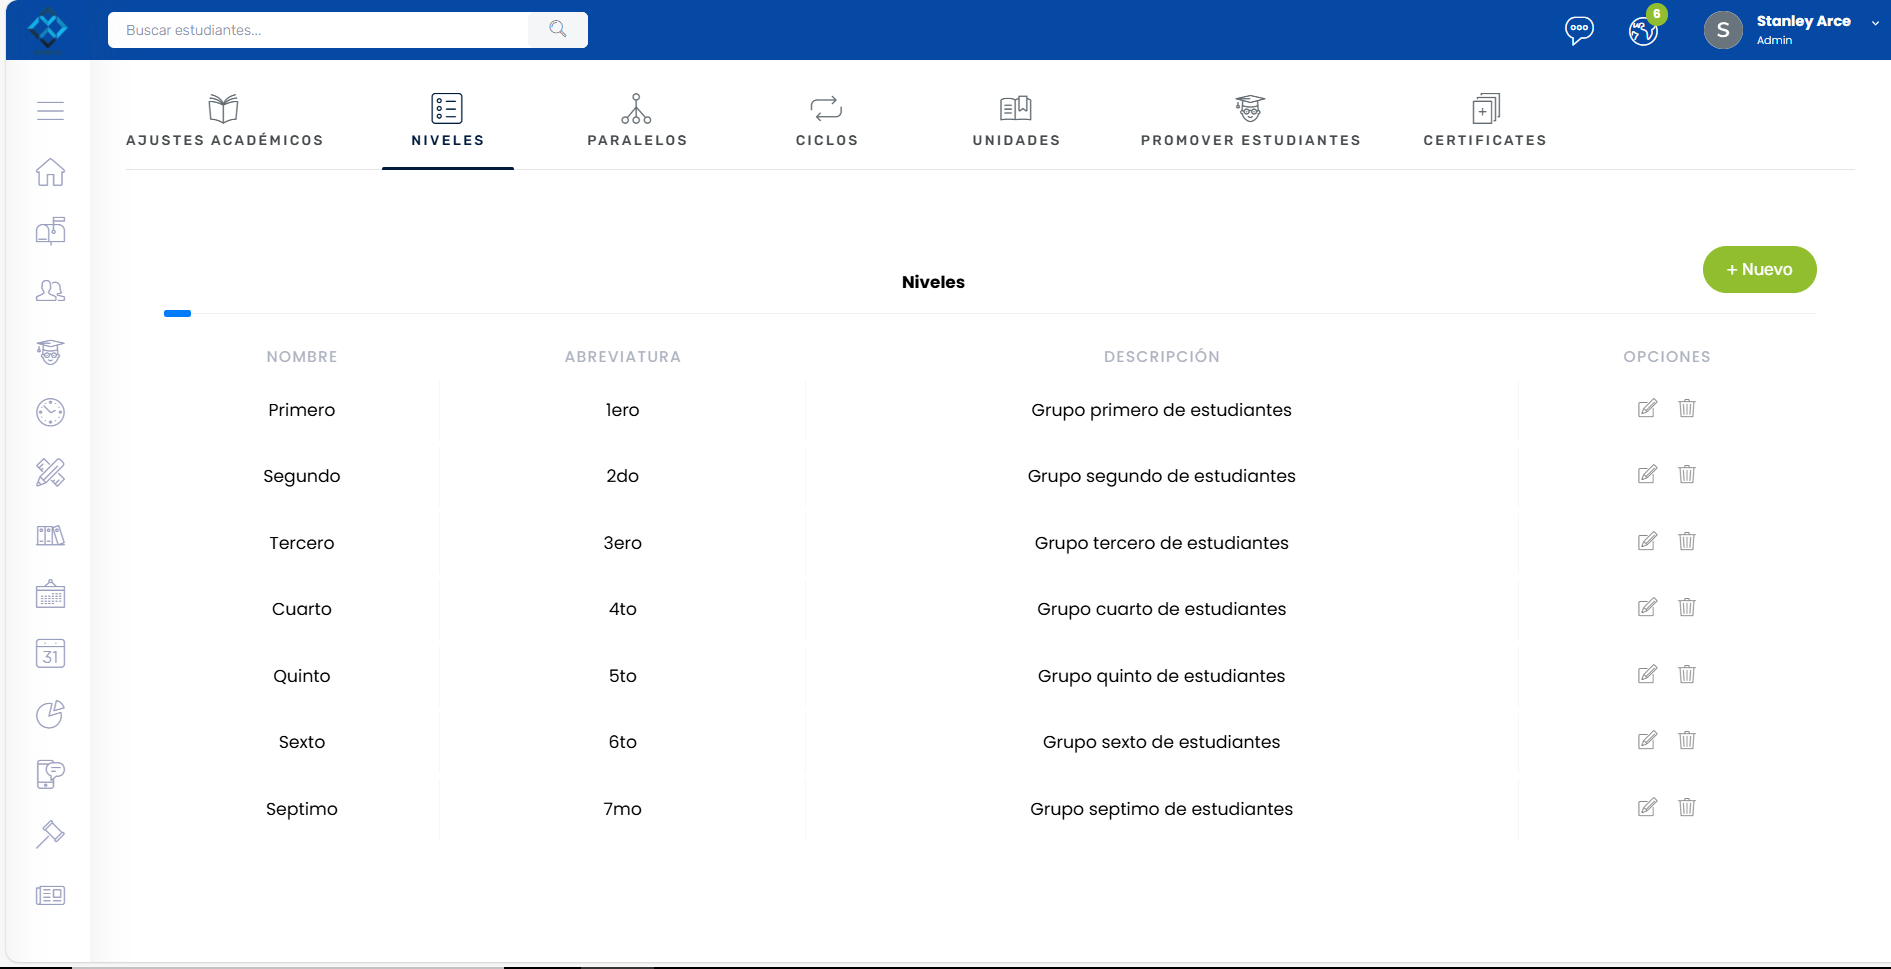 Buscar estudiantes...
6
S
Stanley Arce
Admin
AJUSTES ACADÉMICOS
NIVELES
PARALELOS
CICLOS
UNIDADES
PROMOVER ESTUDIANTES
CERTIFICATES
31
+ Nuevo
Niveles
NOMBRE ABREVIATURA DESCRIPCIÓN OPCIONES
Primero 1ero Grupo primero de estudiantes
Segundo 2do Grupo segundo de estudiantes
Tercero 3ero Grupo tercero de estudiantes
Cuarto 4to Grupo cuarto de estudiantes
Quinto 5to Grupo quinto de estudiantes
Sexto 6to Grupo sexto de estudiantes
Septimo 7mo Grupo septimo de estudiantes